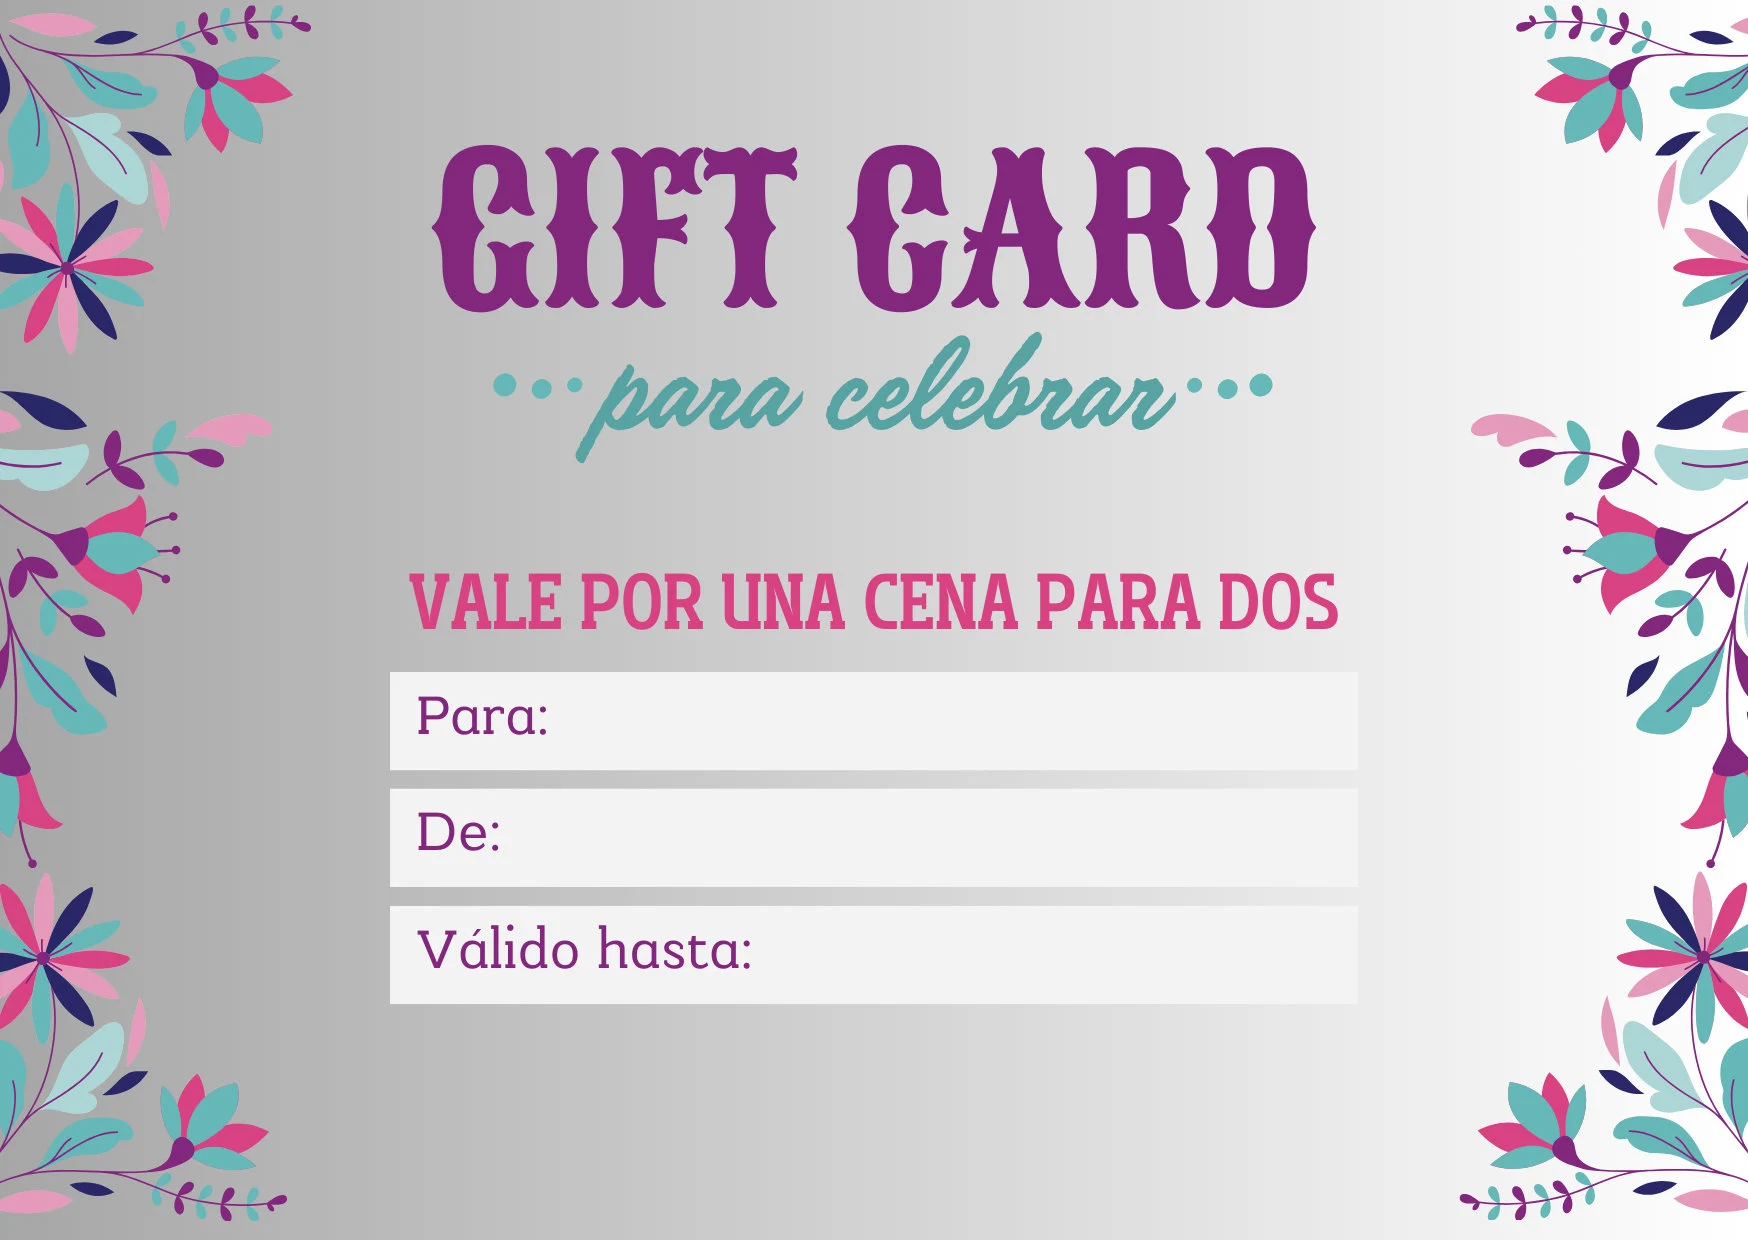 GIFT CARD
para celebrar
VALE POR UNA CENA PARA DOS
Para:
De:
Válido hasta: